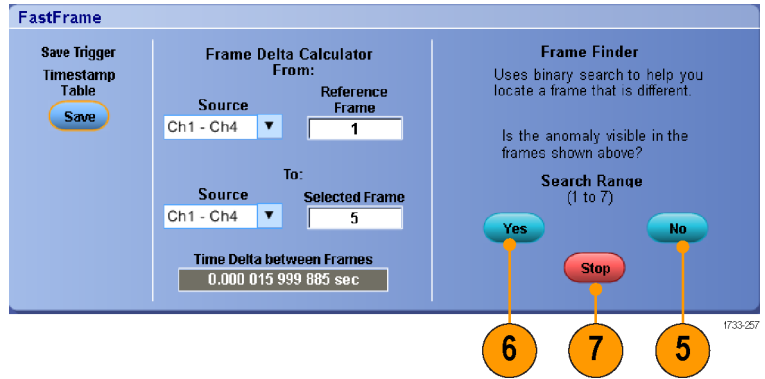 FastFrame
Save Trigger
Timestamp
Table
Save
Frame Delta Calculator
From:
Source
Reference
Frame
Ch1 - Ch4
1
To:
Source
Selected Frame
Ch1 - Ch4
5
Time Delta between Frames
0.000 015 999 885 sec
Frame Finder
Uses binary search to help you
locate a frame that is different.
Is the anomaly visible in the
frames shown above?
Search Range
(1 to 7)
Yes
No
Stop
6
7
5
1733-257